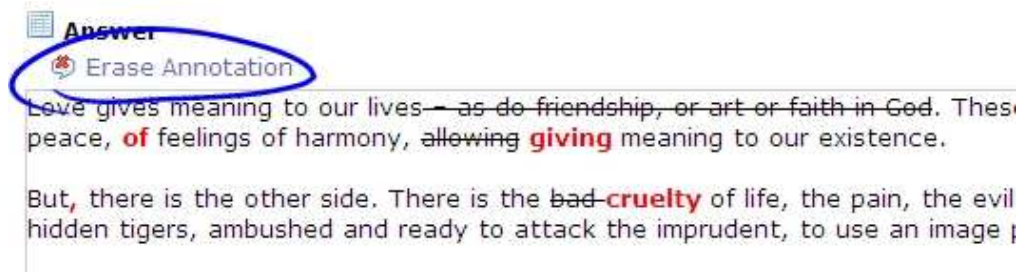 Answer
Erase Annotation
Love gives meaning to our lives – as do friendship, or art or faith in God. These
peace, of feelings of harmony, allowing giving meaning to our existence.
But, there is the other side. There is the bad cruelty of life, the pain, the evil
hidden tigers, ambushed and ready to attack the imprudent, to use an image